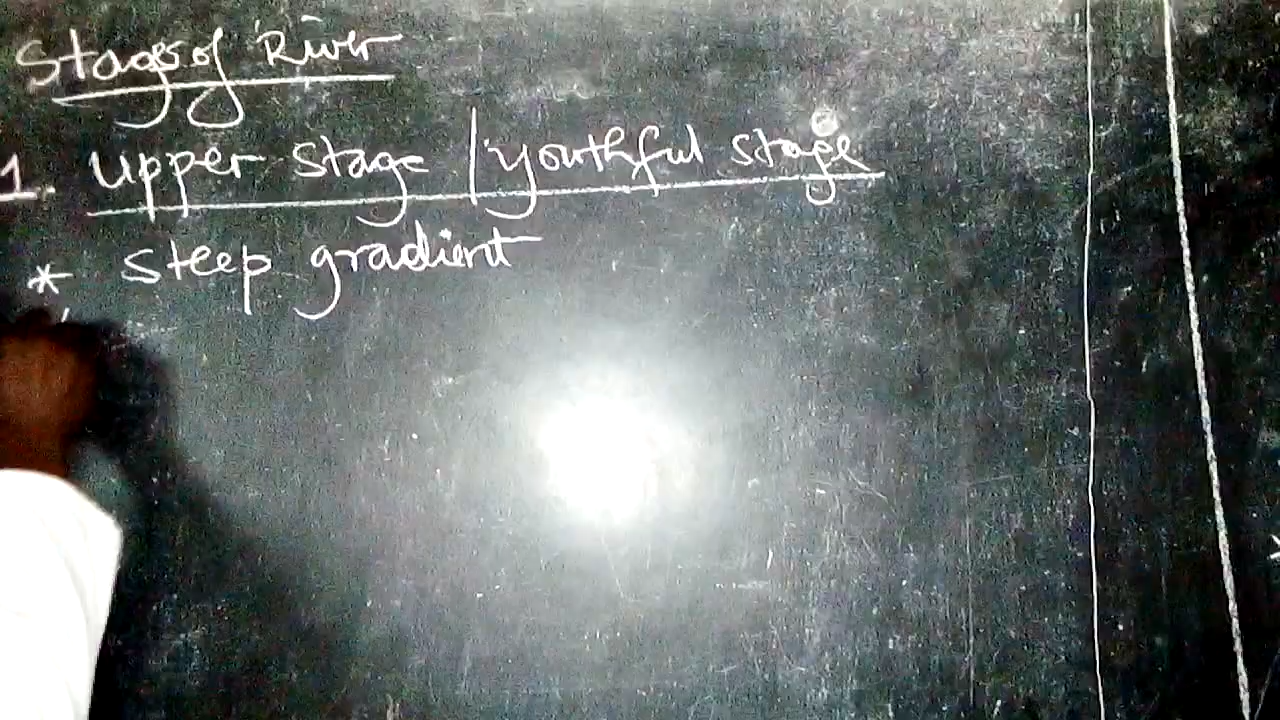 Stages of River
1. Upper stage / youthful stage
* steep gradient